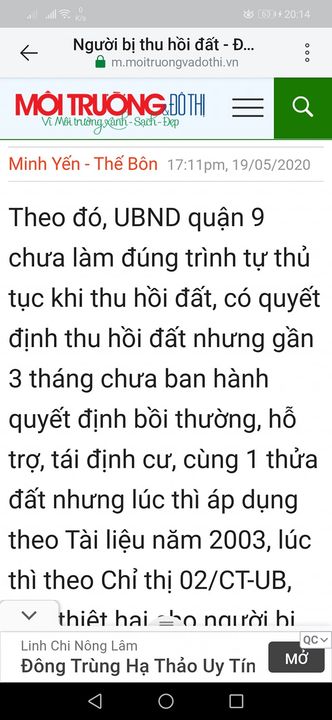 0
K/s
63
20:14
Người bị thu hồi đất - Đ...
m.moitruongvadothi.vn
MÔI TRƯỜNG & ĐÔ THỊ
Vì Môi trường xanh - Sạch - Đẹp
Minh Yến - Thế Bôn 17:11pm, 19/05/2020
Theo đó, UBND quận 9
chưa làm đúng trình tự thủ
tục khi thu hồi đất, có quyết
định thu hồi đất nhưng gần
3 tháng chưa ban hành
quyết định bồi thường, hỗ
trợ, tái định cư, cùng 1 thửa
đất nhưng lúc thì áp dụng
theo Tài liệu năm 2003, lúc
thì theo Chỉ thị 02/CT-UB,
thiệt hại cho người bị
QC
Linh Chi Nông Lâm
Đông Trùng Hạ Thảo Uy Tín
MỞ